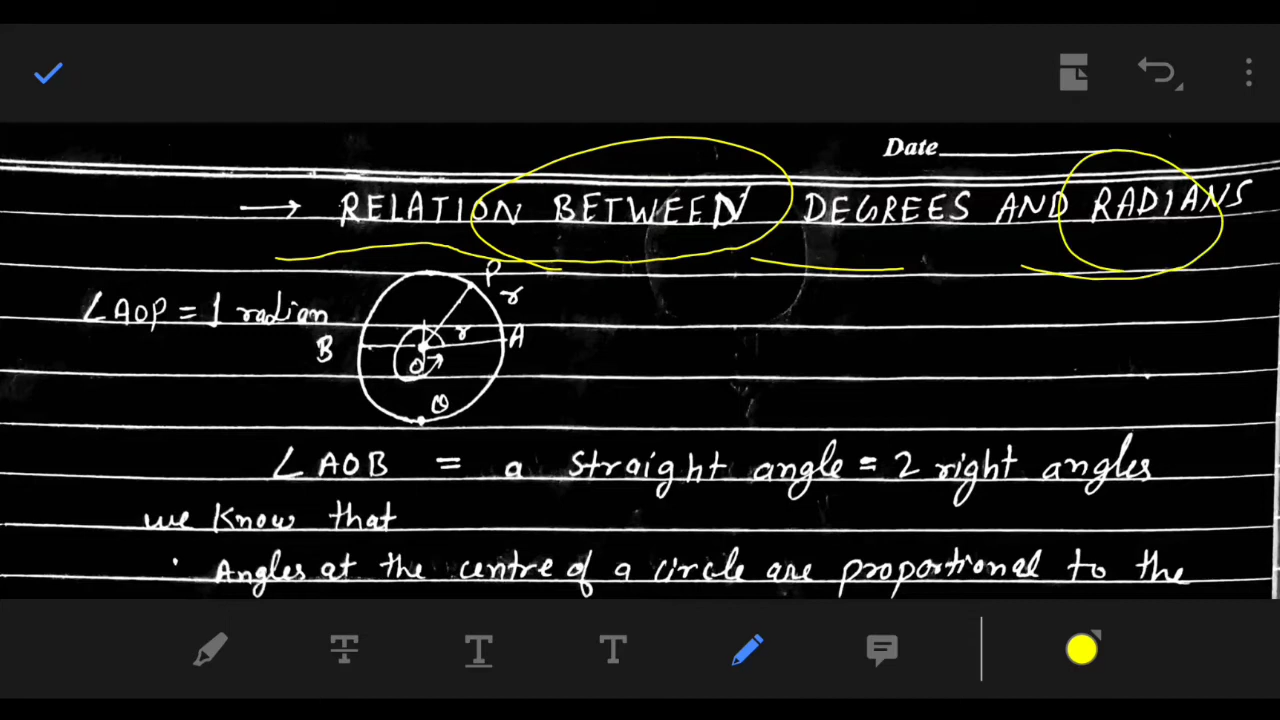 Date
→ RELATION BETWEEN DEGREES AND RADIANS
P
r
∠AOP = 1 radian
r
B
A
O
Q
∠AOB = a straight angle = 2 right angles
we know that
Angles at the centre of a circle are proportional to the
T T T